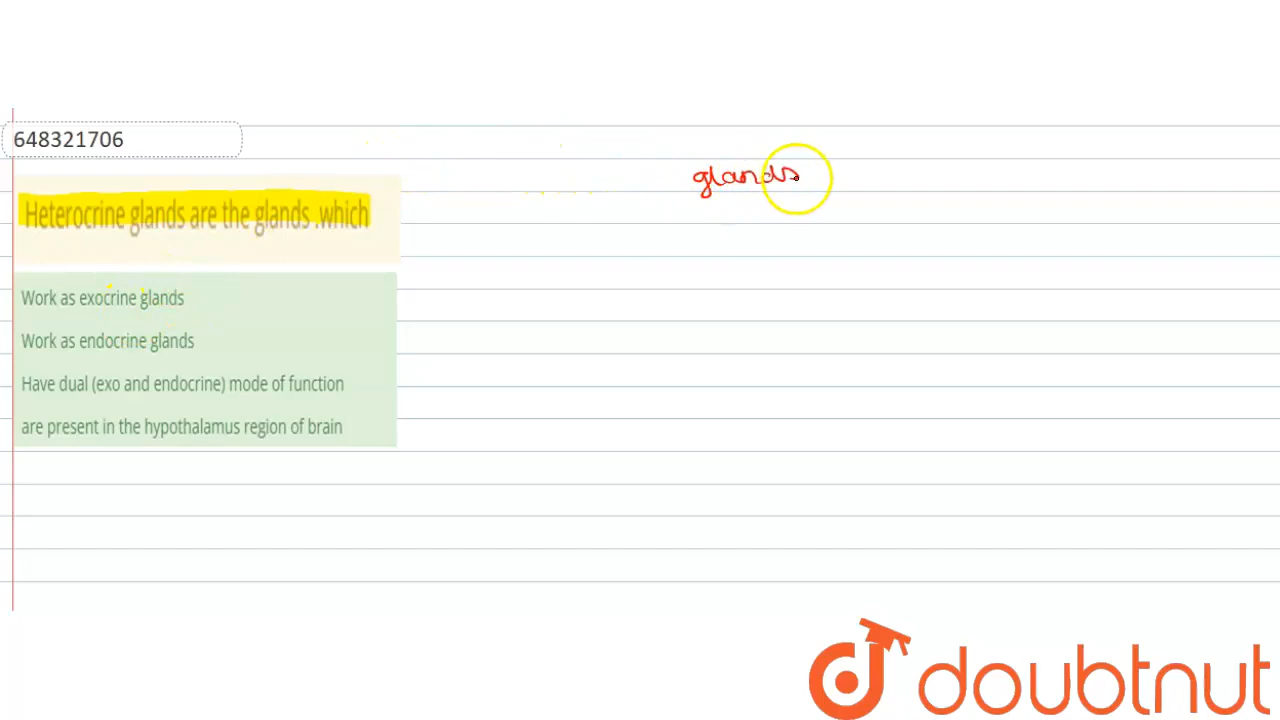 648321706
glands
Heterocrine glands are the glands .which
Work as exocrine glands
Work as endocrine glands
Have dual (exo and endocrine) mode of function
are present in the hypothalamus region of brain
doubtnut